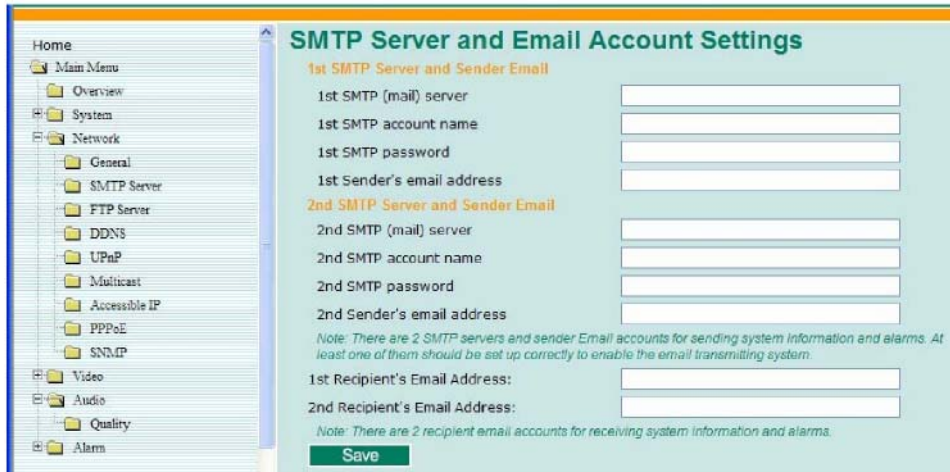 Home
Main Menu
Overview
System
Network
General
SMTP Server
FTP Server
DDNS
UPnP
Multicast
Accessible IP
PPPoE
SNMP
Video
Audio
Quality
Alarm
SMTP Server and Email Account Settings
1st SMTP Server and Sender Email
1st SMTP (mail) server
1st SMTP account name
1st SMTP password
1st Sender's email address
2nd SMTP Server and Sender Email
2nd SMTP (mail) server
2nd SMTP account name
2nd SMTP password
2nd Sender's email address
Note: There are 2 SMTP servers and sender Email accounts for sending system information and alarms. At
least one of them should be set up correctly to enable the email transmitting system.
1st Recipient's Email Address:
2nd Recipient's Email Address:
Note: There are 2 recipient email accounts for receiving system information and alarms.
Save